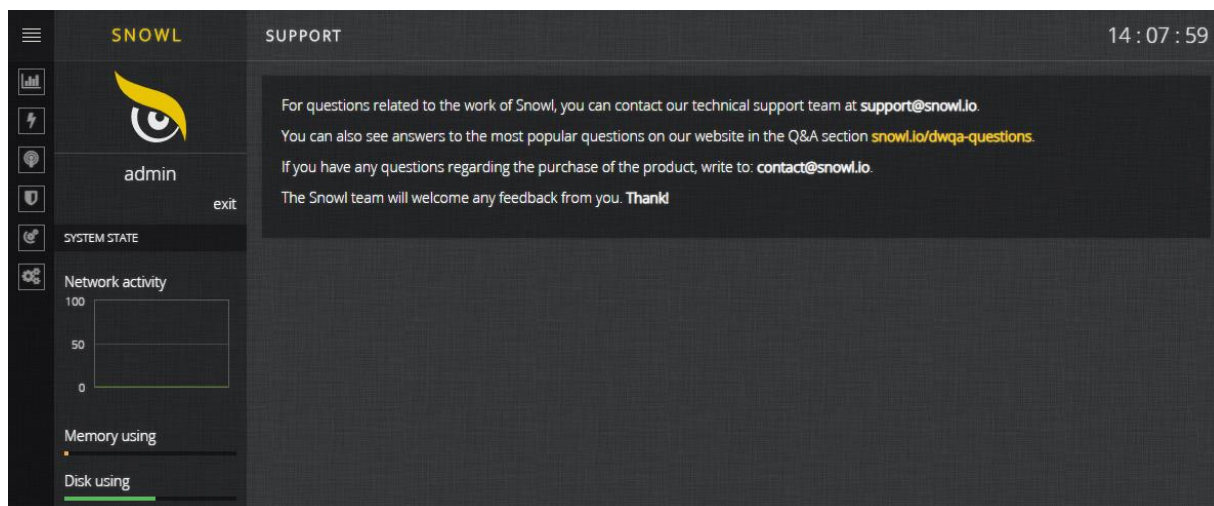 SNOWL
SUPPORT
14 : 07 : 59
admin
exit
SYSTEM STATE
Network activity
100
50
0
Memory using
Disk using
For questions related to the work of Snowl, you can contact our technical support team at support@snowl.io.
You can also see answers to the most popular questions on our website in the Q&A section snowl.io/dwqa-questions.
If you have any questions regarding the purchase of the product, write to: contact@snowl.io.
The Snowl team will welcome any feedback from you. Thank!